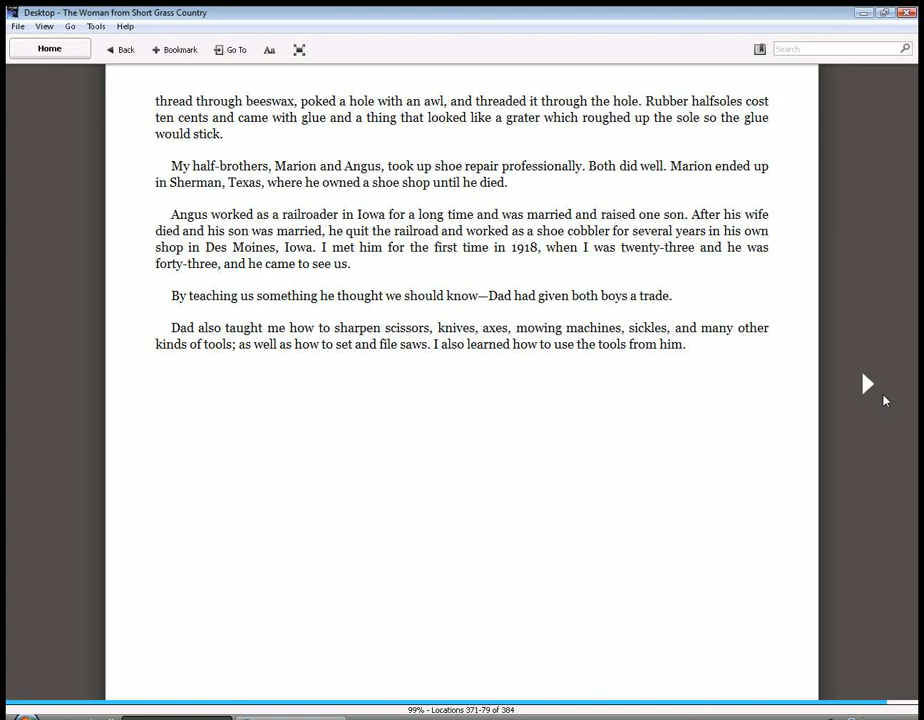 Desktop - The Woman from Short Grass Country
File View Go Tools Help
Home Back Bookmark Go To Aa Search
thread through beeswax, poked a hole with an awl, and threaded it through the hole. Rubber halfsoles cost
ten cents and came with glue and a thing that looked like a grater which roughed up the sole so the glue
would stick.
My half-brothers, Marion and Angus, took up shoe repair professionally. Both did well. Marion ended up
in Sherman, Texas, where he owned a shoe shop until he died.
Angus worked as a railroader in Iowa for a long time and was married and raised one son. After his wife
died and his son was married, he quit the railroad and worked as a shoe cobbler for several years in his own
shop in Des Moines, Iowa. I met him for the first time in 1918, when I was twenty-three and he was
forty-three, and he came to see us.
By teaching us something he thought we should know—Dad had given both boys a trade.
Dad also taught me how to sharpen scissors, knives, axes, mowing machines, sickles, and many other
kinds of tools; as well as how to set and file saws. I also learned how to use the tools from him.
99% - Locations 371-79 of 384